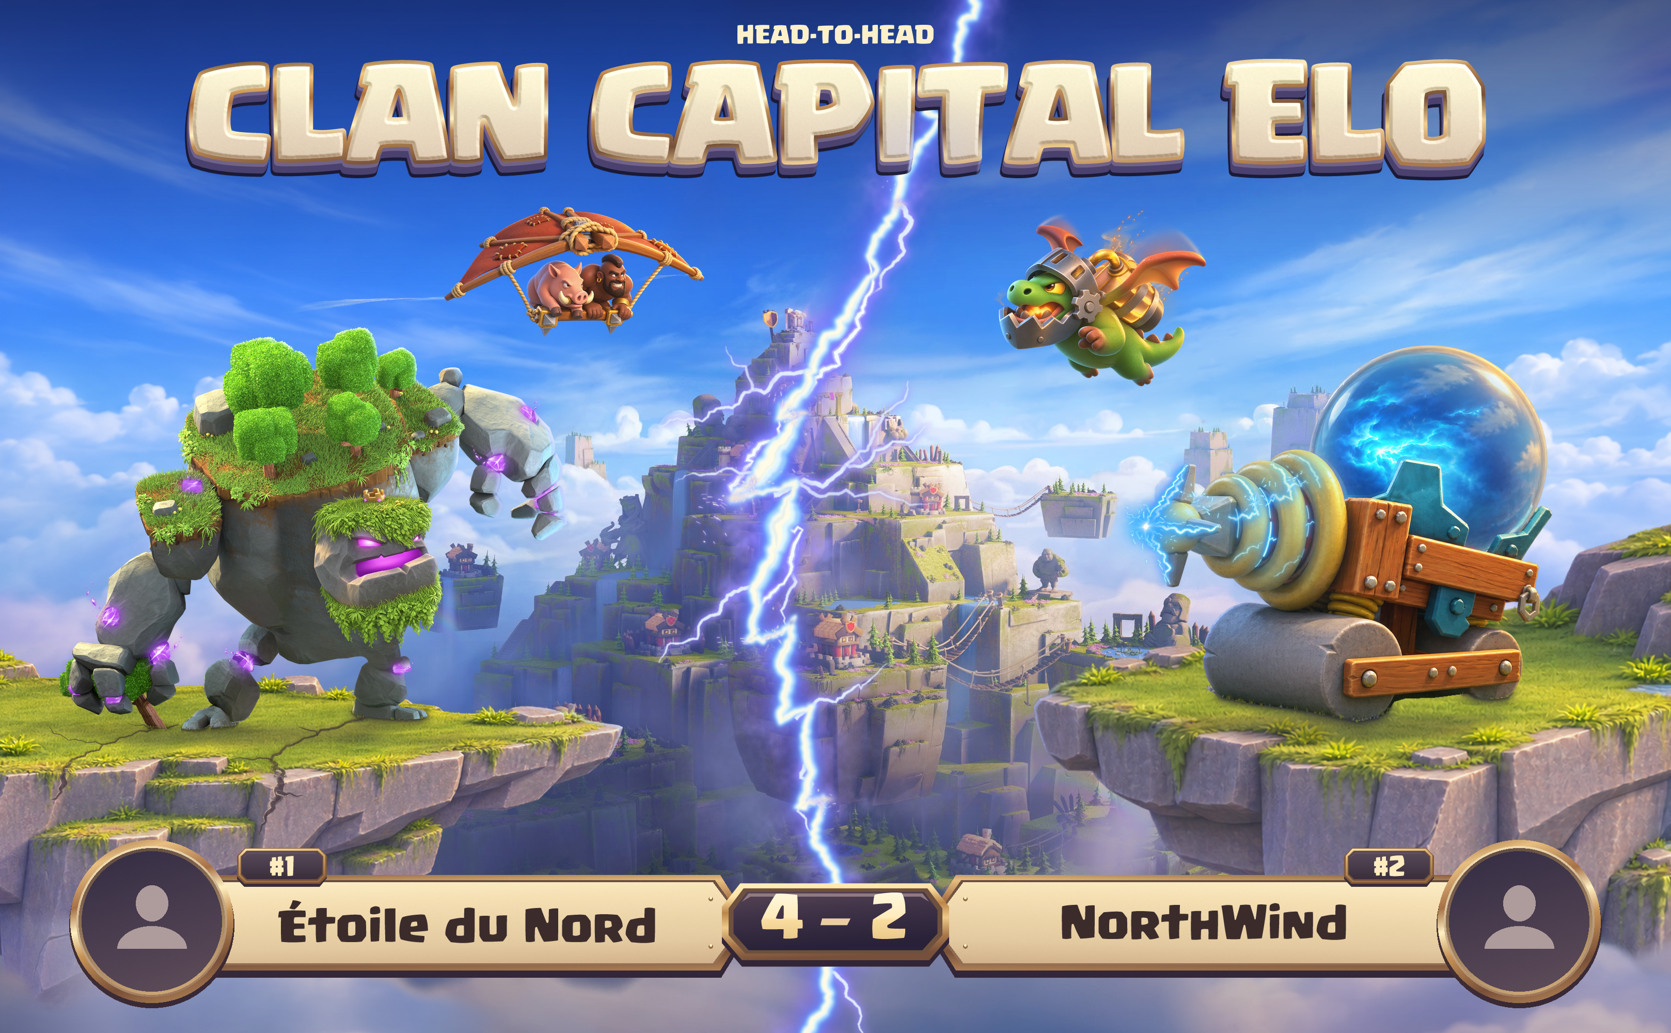 HEAD-TO-HEAD
CLAN CAPITAL ELO
#1
#2
Étoile du Nord
4 – 2
NorthWind